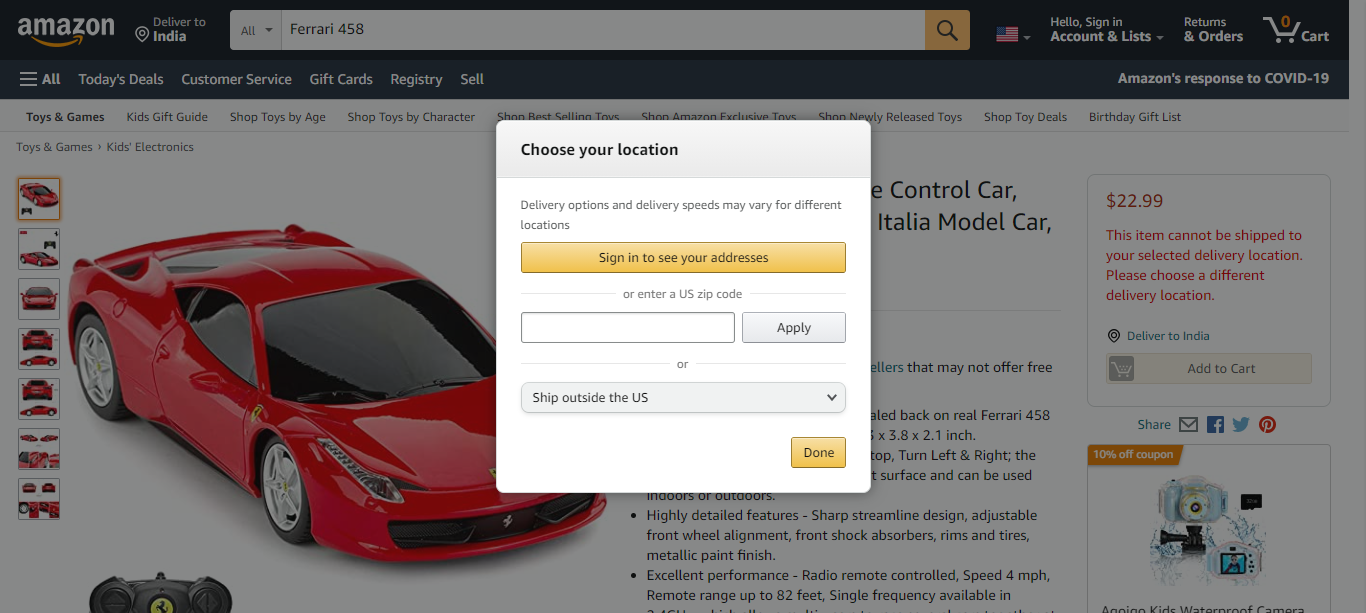 amazon
Deliver to
India
All
Ferrari 458
Hello, Sign in
Account & Lists
Returns
& Orders
0
Cart
All
Today's Deals
Customer Service
Gift Cards
Registry
Sell
Amazon's response to COVID-19
Toys & Games
Kids Gift Guide
Shop Toys by Age
Shop Toys by Character
Shop Best Selling Toys
Shop Amazon Exclusive Toys
Shop Newly Released Toys
Shop Toy Deals
Birthday Gift List
Toys & Games › Kids' Electronics
Choose your location
Delivery options and delivery speeds may vary for different
locations
Sign in to see your addresses
or enter a US zip code
Apply
or
Ship outside the US
Done
e Control Car,
Italia Model Car,
ellers that may not offer free
aled back on real Ferrari 458
x 3.8 x 2.1 inch.
top, Turn Left & Right; the
t surface and can be used
indoors or outdoors.
Highly detailed features - Sharp streamline design, adjustable
front wheel alignment, front shock absorbers, rims and tires,
metallic paint finish.
Excellent performance - Radio remote controlled, Speed 4 mph,
Remote range up to 82 feet, Single frequency available in
$22.99
This item cannot be shipped to
your selected delivery location.
Please choose a different
delivery location.
Deliver to India
Add to Cart
Share
10% off coupon
Agoigo Kids Waterproof Camera